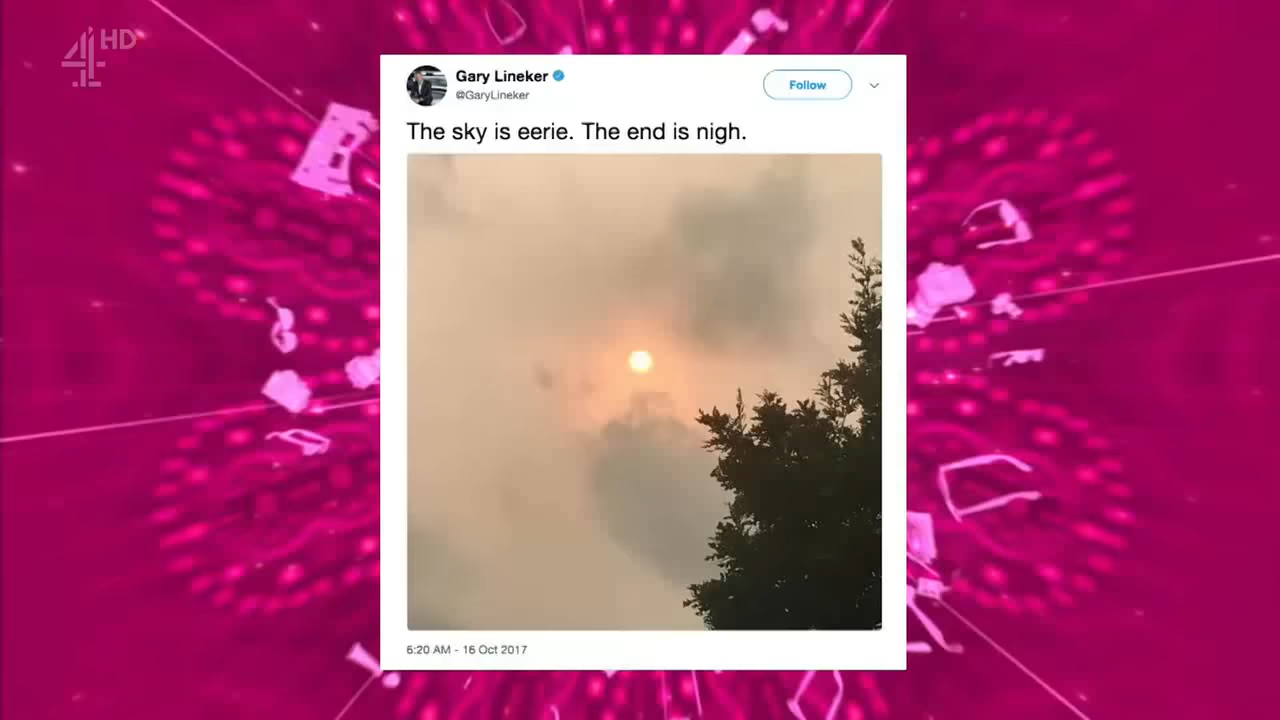 4HD
Gary Lineker
@GaryLineker
Follow
The sky is eerie. The end is nigh.
6:20 AM - 16 Oct 2017